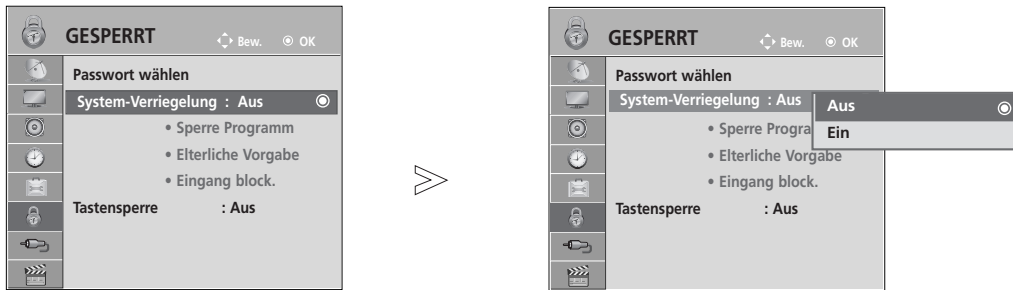 GESPERRT Bew. OK
Passwort wählen
System-Verriegelung : Aus
• Sperre Programm
• Elterliche Vorgabe
• Eingang block.
Tastensperre : Aus
>
GESPERRT Bew. OK
Passwort wählen
System-Verriegelung : Aus
Aus
Ein
• Sperre Progra
• Elterliche Vorgabe
• Eingang block.
Tastensperre : Aus